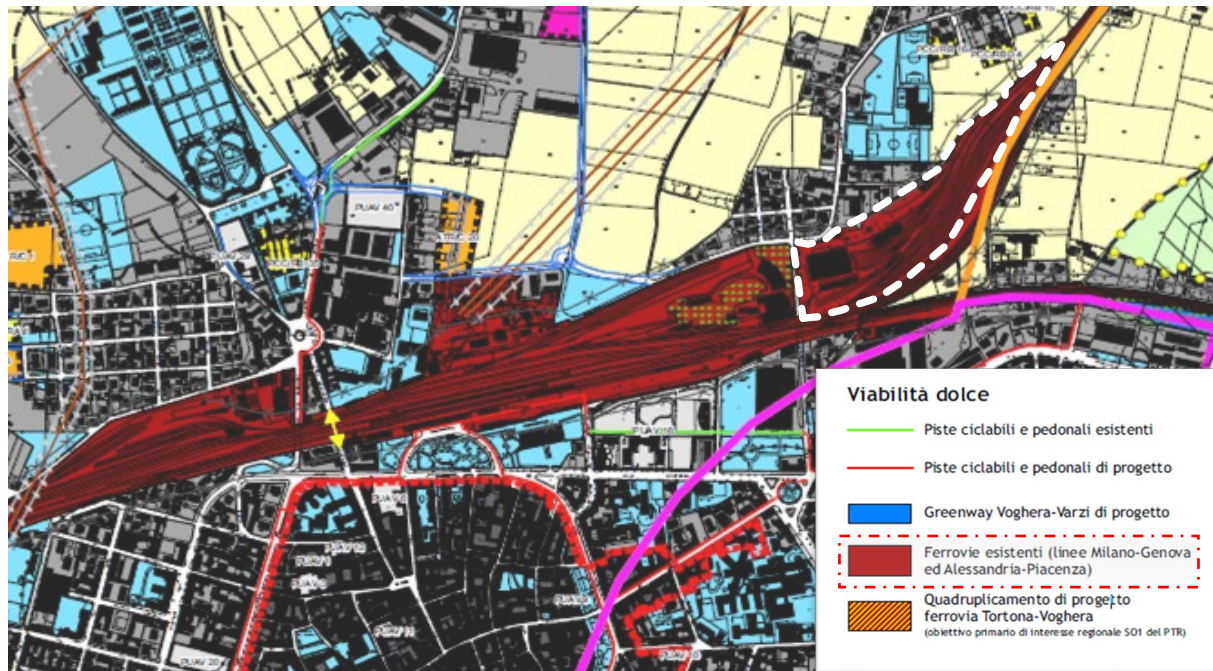 PUAV 40
Viabilità dolce
Piste ciclabili e pedonali esistenti
Piste ciclabili e pedonali di progetto
Greenway Voghera-Varzi di progetto
Ferrovie esistenti (linee Milano-Genova
ed Alessandria-Piacenza)
Quadruplicamento di progetto
ferrovia Tortona-Voghera
(obiettivo primario di interesse regionale SO1 del PTR)
PUAV 20